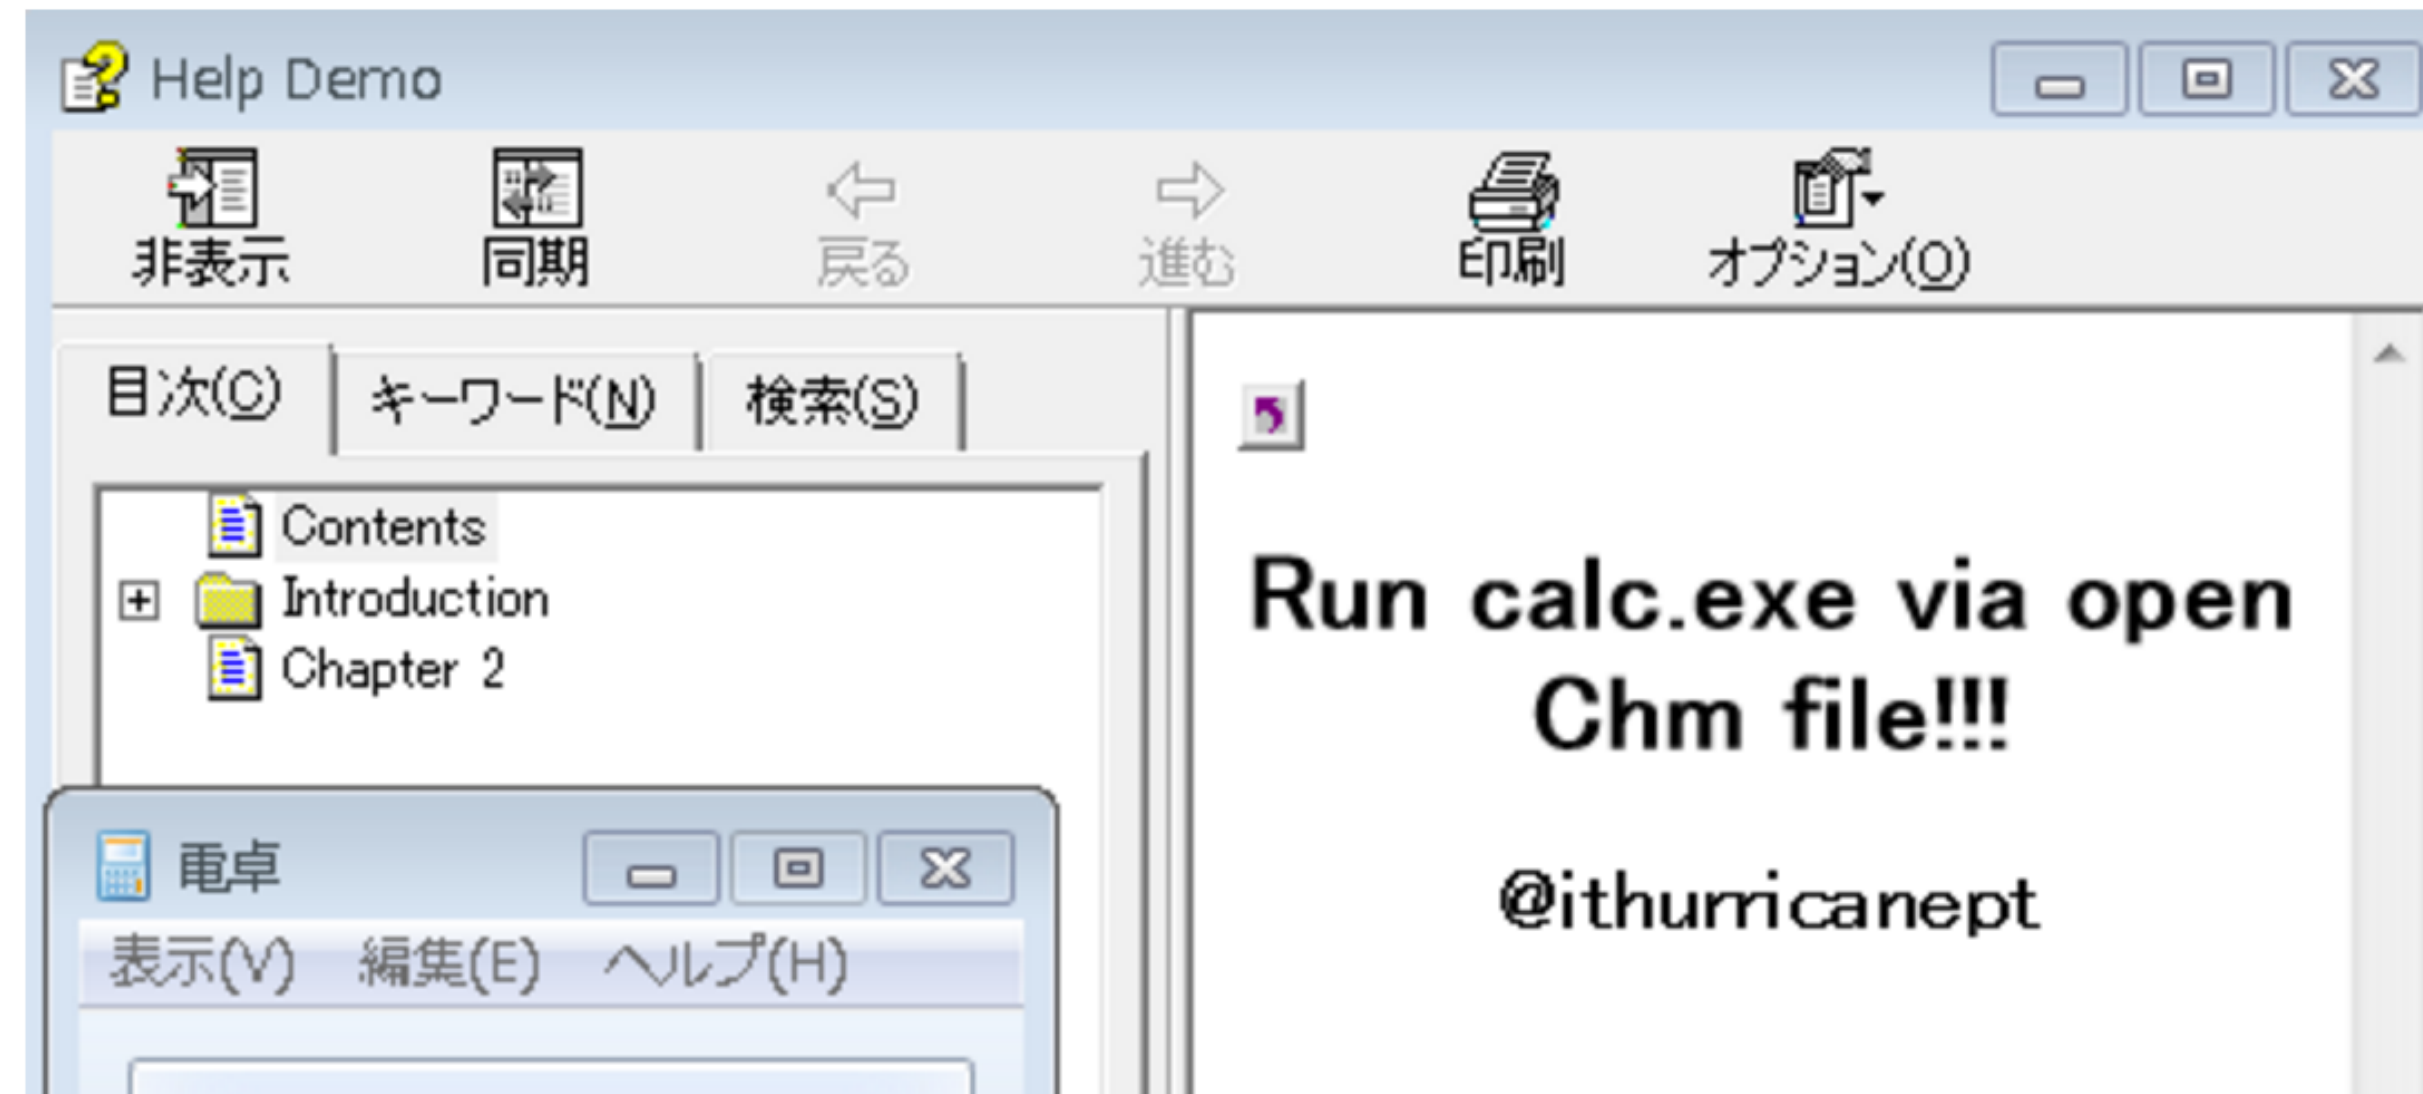 Help Demo
非表示 同期 戻る 進む 印刷 オプション(O)
目次(C) キーワード(N) 検索(S)
Contents
Introduction
Chapter 2
Run calc.exe via open
Chm file!!!
@ithurricanept
電卓
表示(V) 編集(E) ヘルプ(H)